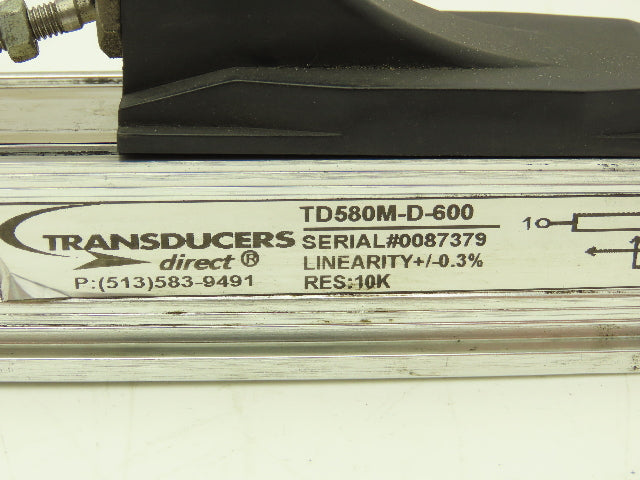 TRANSDUCERS
direct®
P:(513)583-9491
TD580M-D-600
SERIAL#0087379
LINEARITY+/-0.3%
RES:10K
1